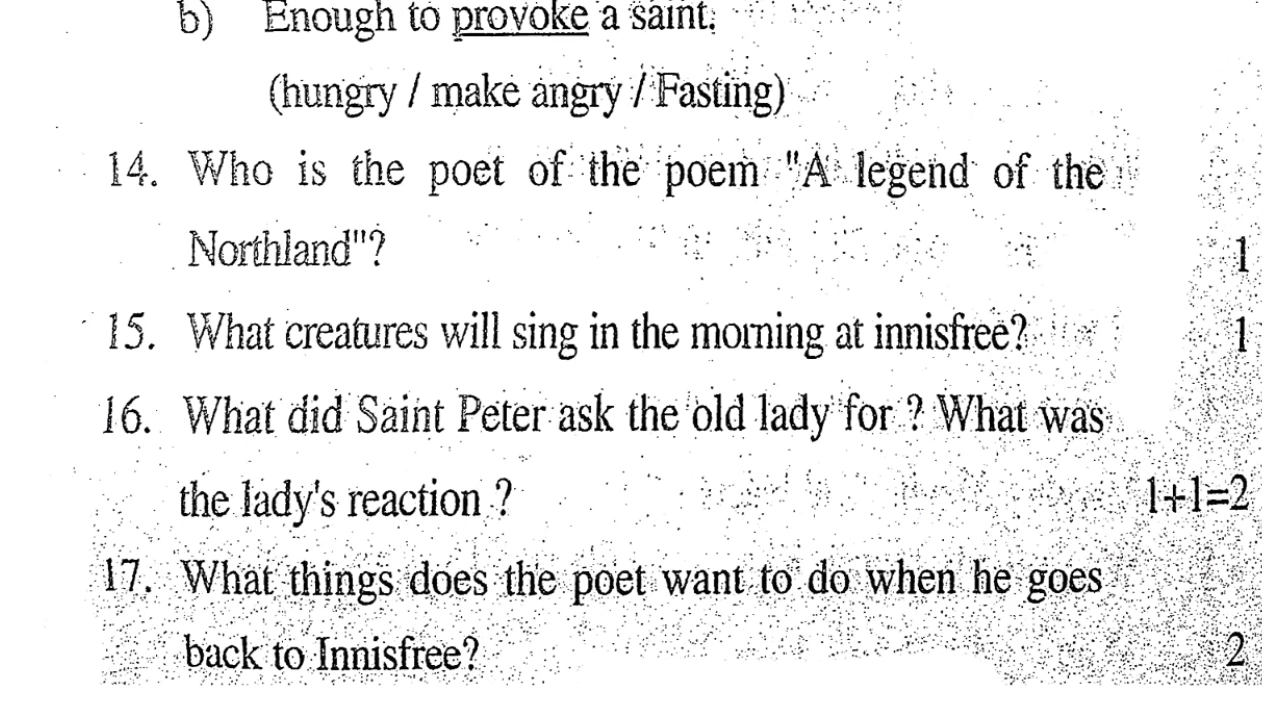 b) Enough to provoke a saint.
(hungry / make angry / Fasting)
14. Who is the poet of the poem "A legend of the
Northland"? 1
15. What creatures will sing in the morning at innisfree? 1
16. What did Saint Peter ask the old lady for ? What was
the lady's reaction ? 1+1=2
17. What things does the poet want to do when he goes
back to Innisfree? 2